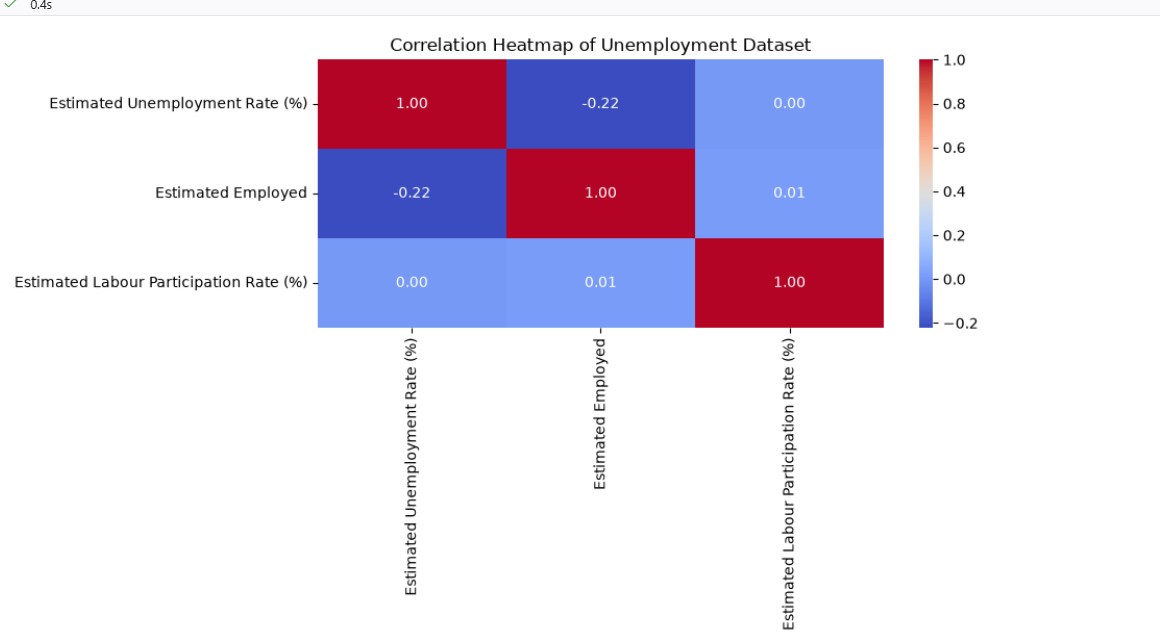 0.4s
Correlation Heatmap of Unemployment Dataset
Estimated Unemployment Rate (%)
1.00
-0.22
0.00
Estimated Employed
-0.22
1.00
0.01
Estimated Labour Participation Rate (%)
0.00
0.01
1.00
Estimated Unemployment Rate (%)
Estimated Employed
Estimated Labour Participation Rate (%)
1.0
0.8
0.6
0.4
0.2
0.0
−0.2